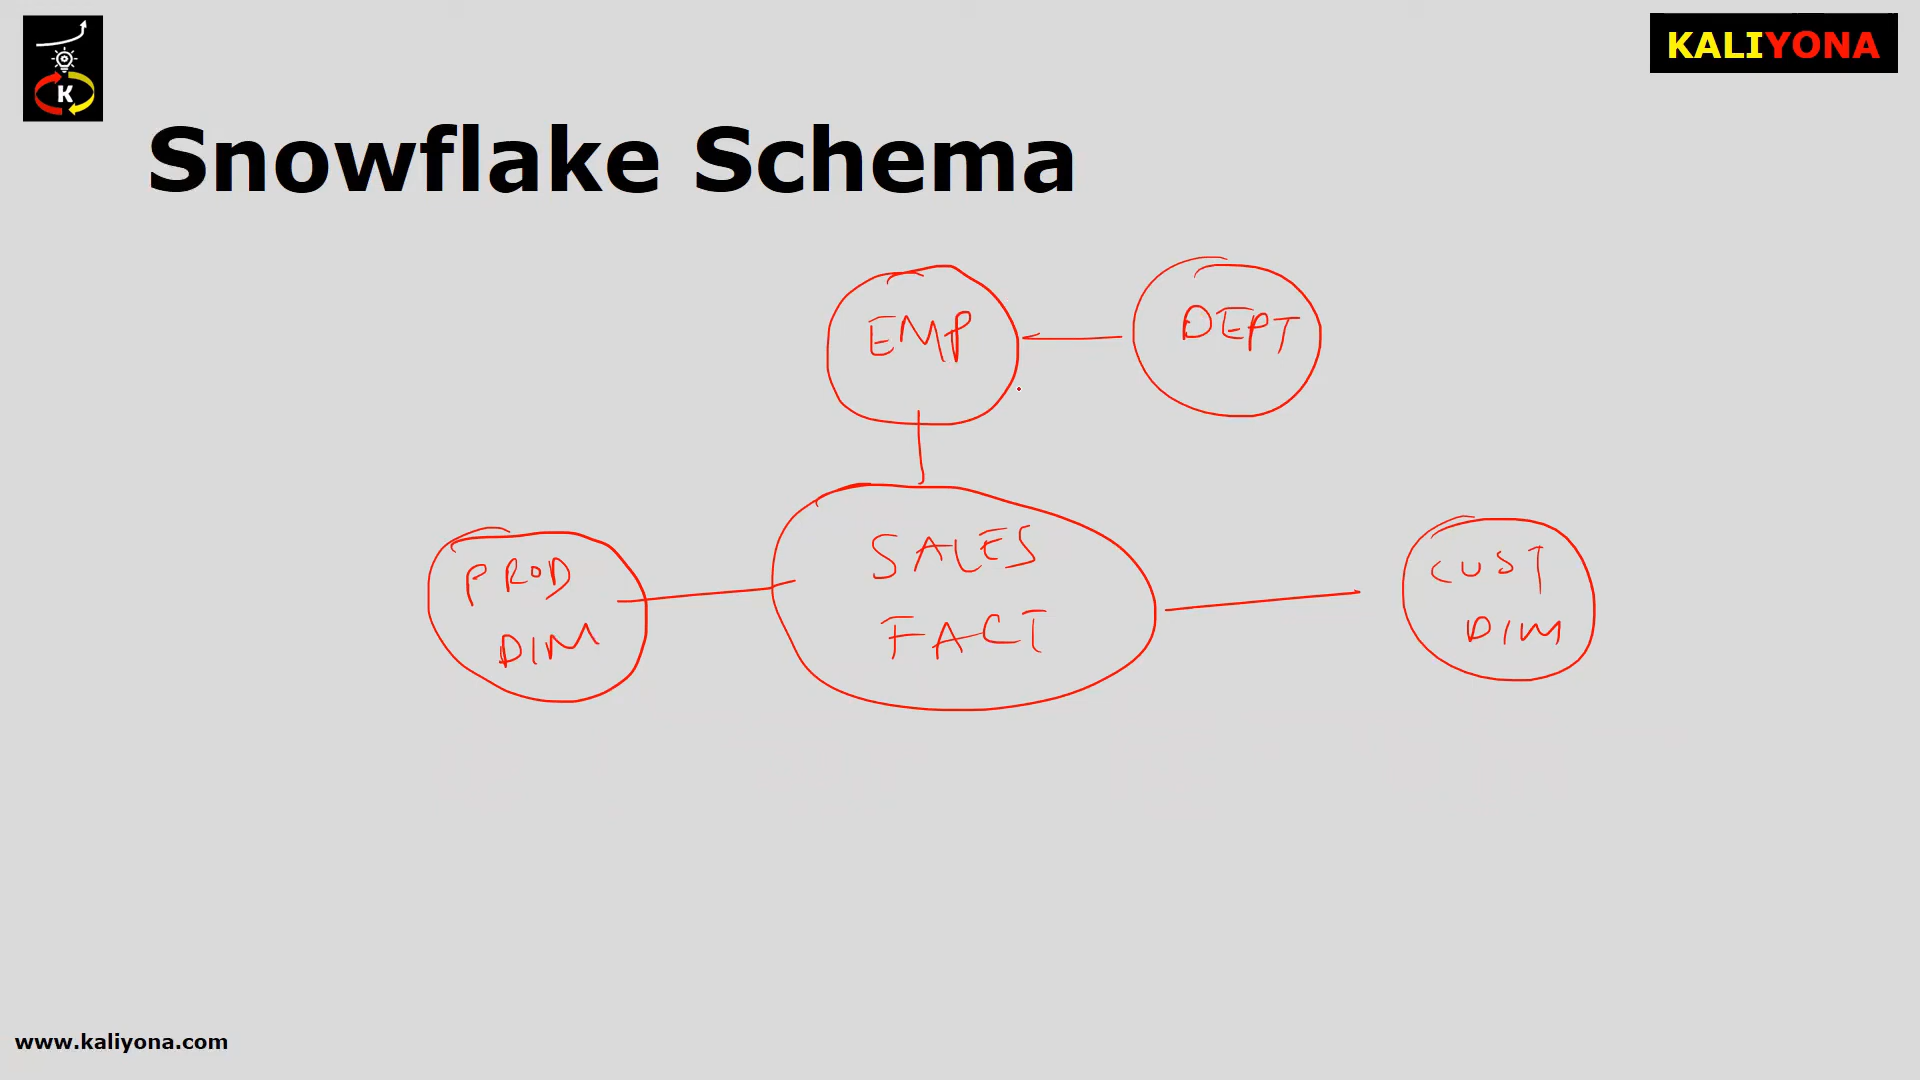 K
KALIYONA
Snowflake Schema
EMP
DEPT
SALES
FACT
PROD
DIM
CUST
DIM
www.kaliyona.com